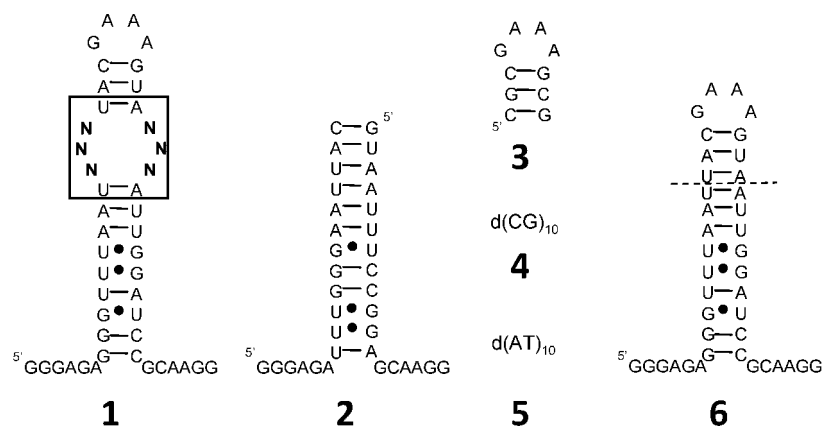 A A
G A
C G
A U
U A
N N
N N
N N
U A
A U
A U
U • G
U • G
U A
G • U
G C
G C
5' GGGAGA GCAAGG
1
5'
C G
A U
U A
U A
A U
A U
G • U
G C
G C
U • G
U • G
U A
5' GGGAGA GCAAGG
2
A A
G A
C G
G C
5' C G
3
d(CG)10
4
d(AT)10
5
A A
G A
C G
A U
U A
U A
A U
A U
U • G
U • G
U A
G • U
G C
G C
5' GGGAGA GCAAGG
6